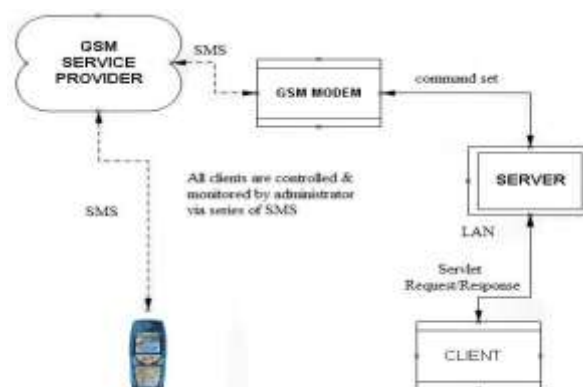 GSM
SERVICE
PROVIDER
SMS
GSM MODEM
command set
All clients are controlled &
monitored by administrator
via series of SMS
SMS
SERVER
LAN
Servlet
Request/Response
CLIENT